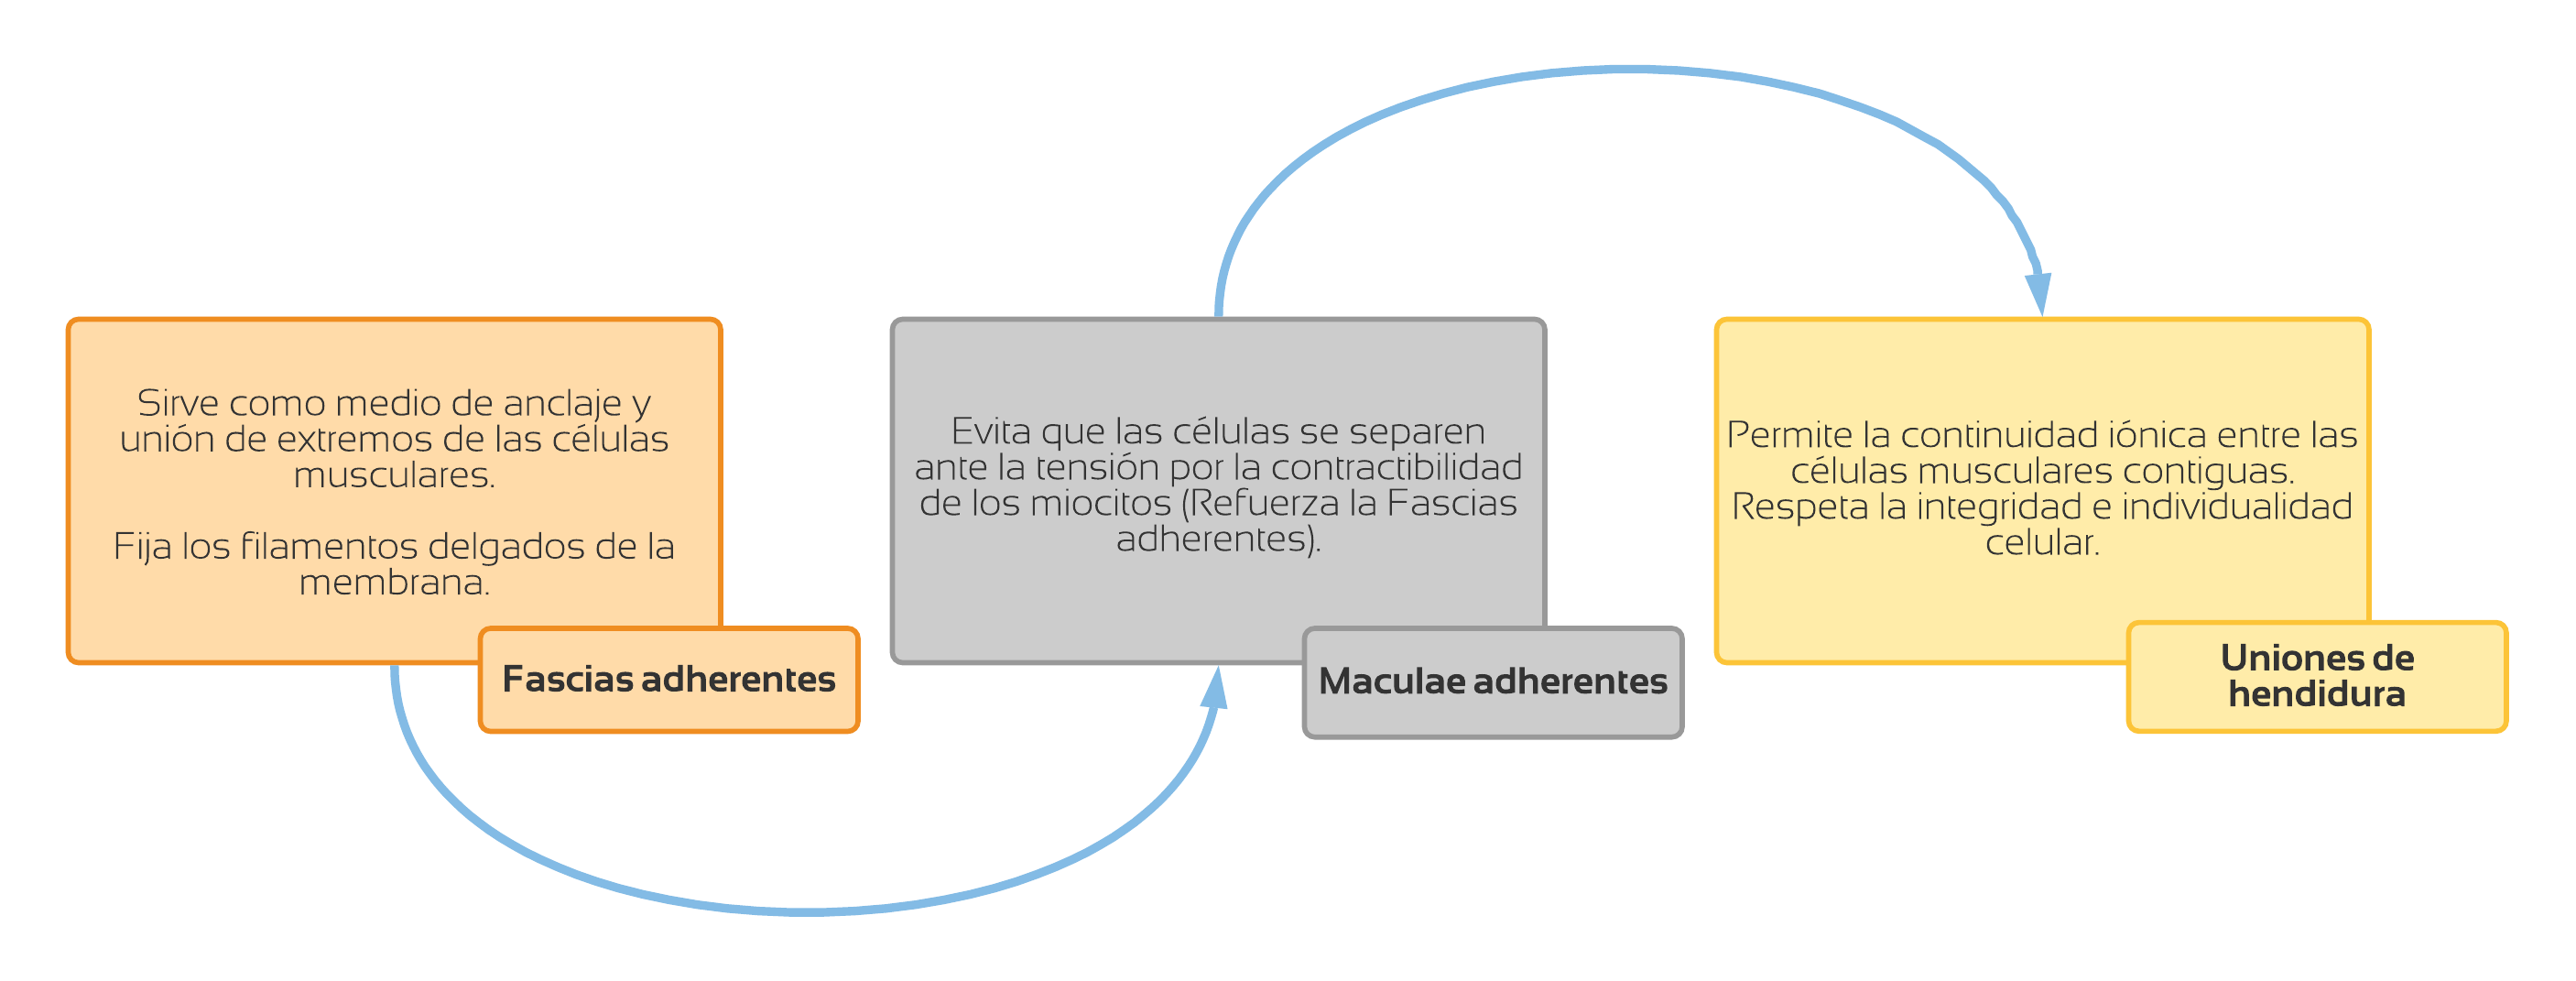 Sirve como medio de anclaje y
unión de extremos de las células
musculares.
Fija los filamentos delgados de la
membrana.
Fascias adherentes
Evita que las células se separen
ante la tensión por la contractibilidad
de los miocitos (Refuerza la Fascias
adherentes).
Maculae adherentes
Permite la continuidad iónica entre las
células musculares contiguas.
Respeta la integridad e individualidad
celular.
Uniones de
hendidura